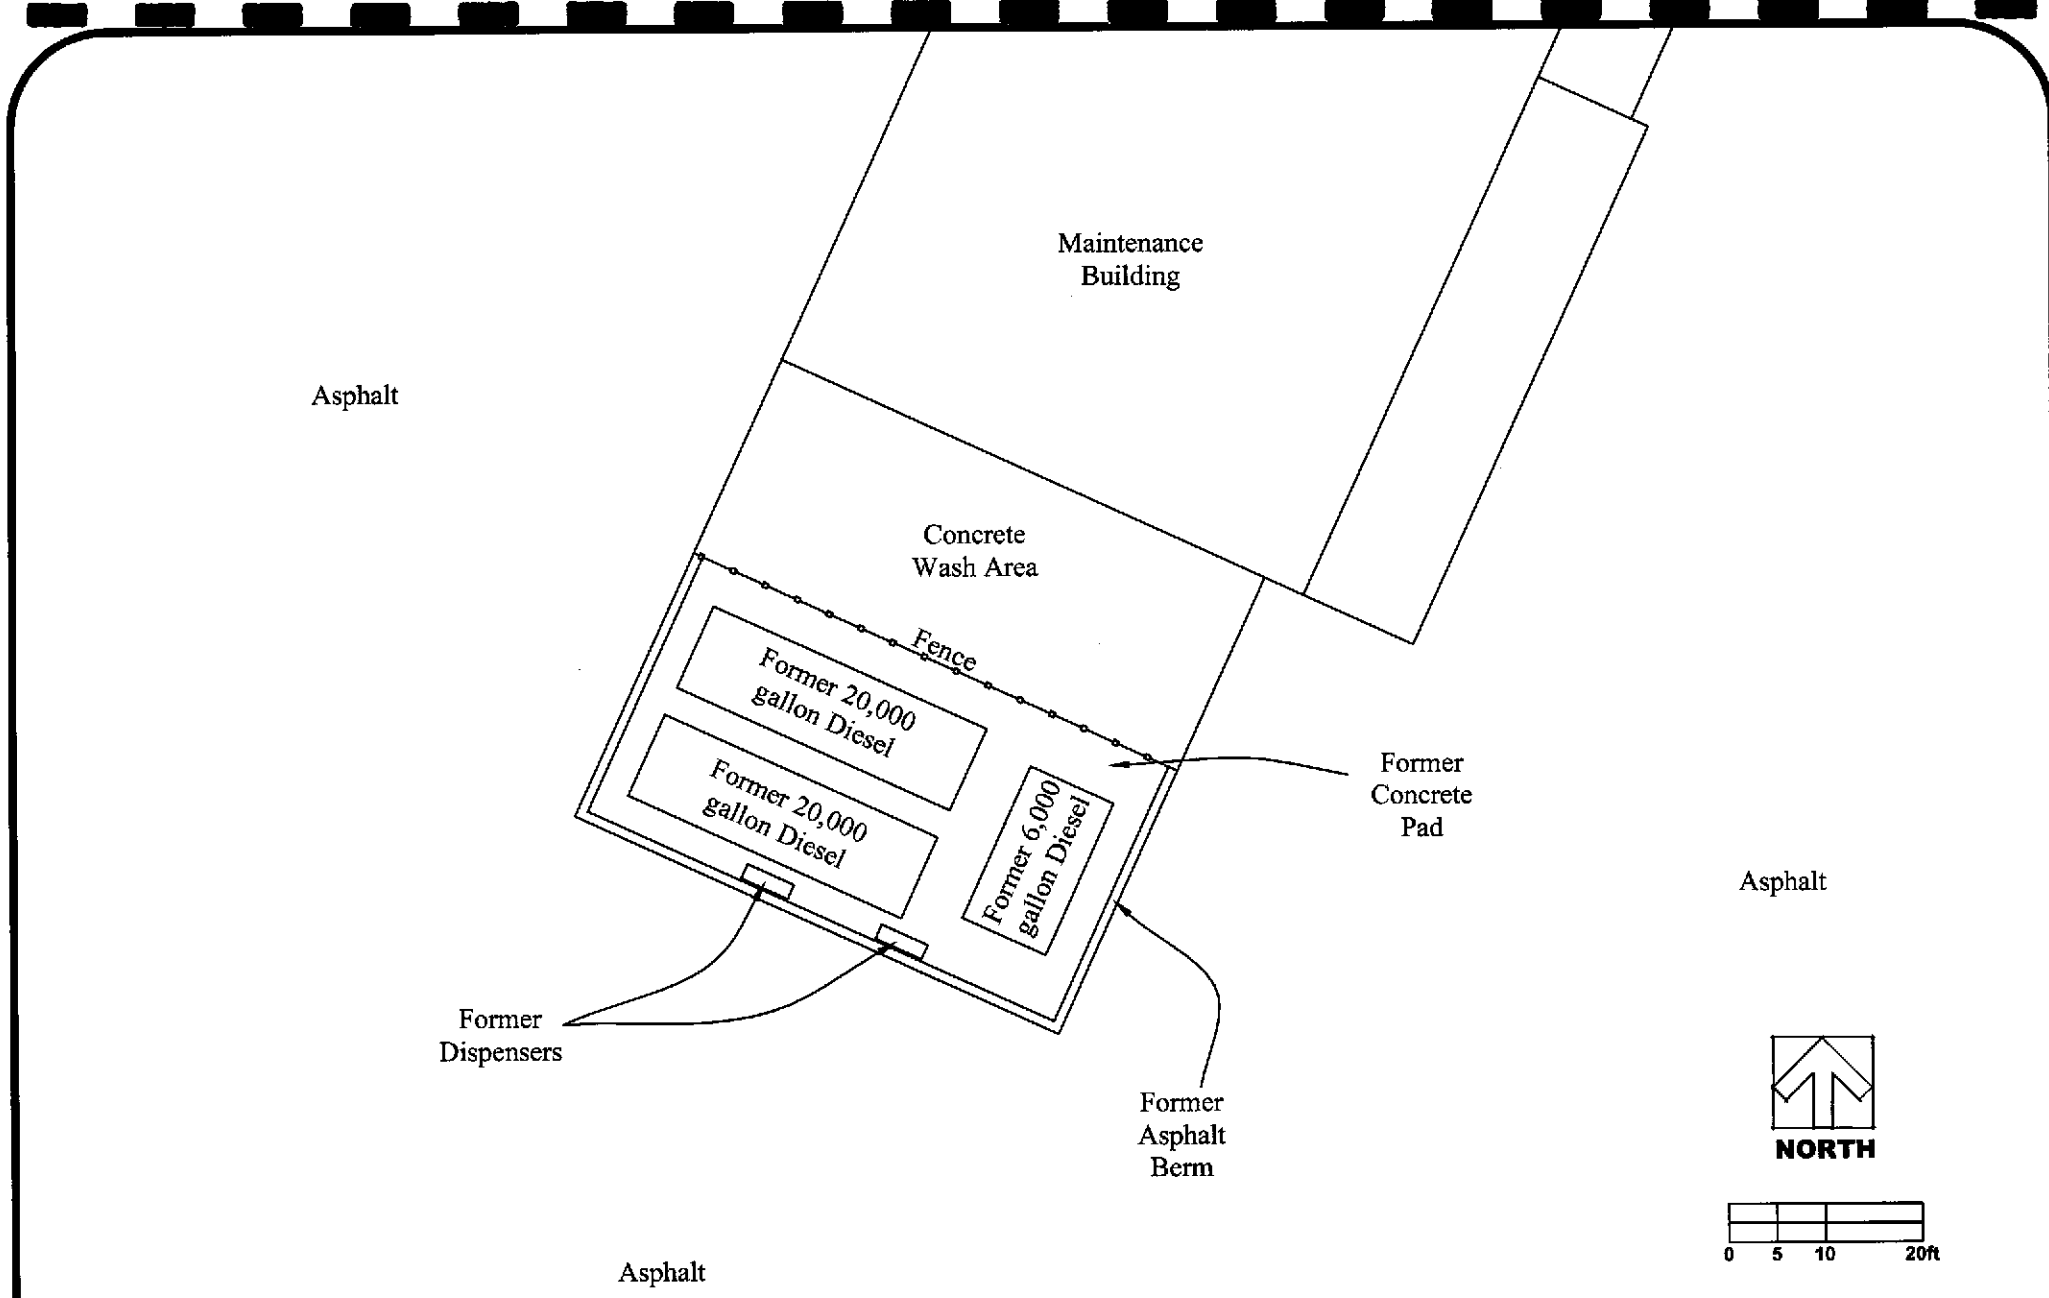 Maintenance
Building
Asphalt
Concrete
Wash Area
Fence
Former 20,000
gallon Diesel
Former 20,000
gallon Diesel
Former 6,000
gallon Diesel
Former
Concrete
Pad
Asphalt
Former
Dispensers
Former
Asphalt
Berm
NORTH
0 5 10 20ft
Asphalt